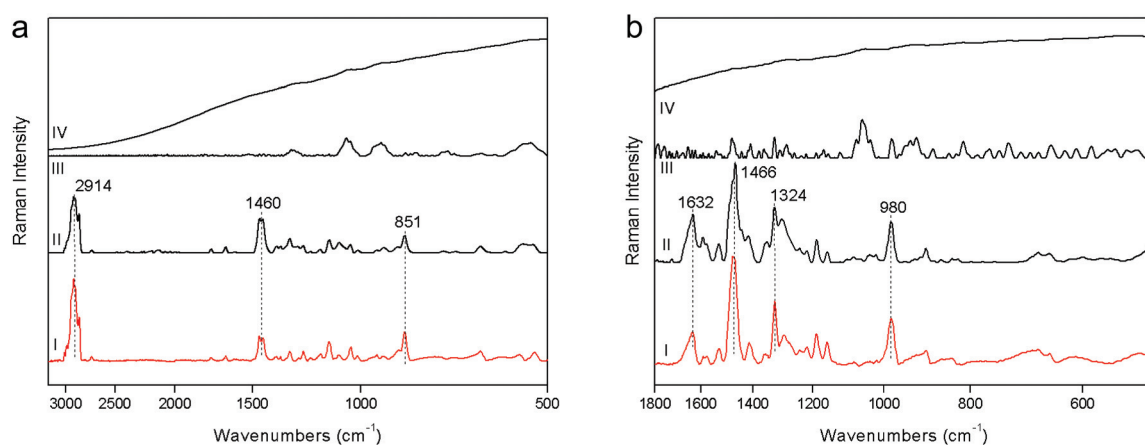 a
Raman Intensity
IV
III
2914
1460
851
II
I
3000 2500 2000 1500 1000 500
Wavenumbers (cm⁻¹)
b
Raman Intensity
IV
III
1466
1632
1324
980
II
I
1800 1600 1400 1200 1000 800 600
Wavenumbers (cm⁻¹)